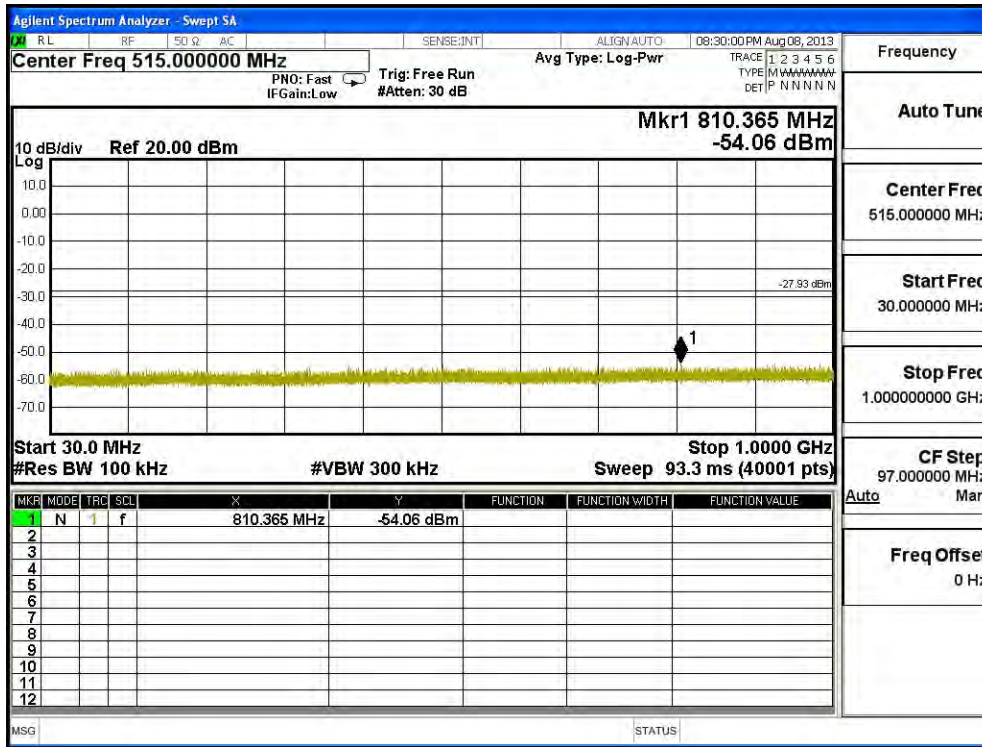 Agilent Spectrum Analyzer - Swept SA
RL RF 50 Ω AC SENSE:INT ALIGN AUTO 08:30:00 PM Aug 08, 2013
Center Freq 515.000000 MHz
PNO: Fast
IFGain:Low
Trig: Free Run
#Atten: 30 dB
Avg Type: Log-Pwr
TRACE 1 2 3 4 5 6
TYPE M WWWWW
DET P N N N N N
Mkr1 810.365 MHz
-54.06 dBm
10 dB/div Ref 20.00 dBm
Log
10.0
0.00
-10.0
-20.0
-27.93 dBm
-30.0
-40.0
1
-50.0
-60.0
-70.0
Start 30.0 MHz Stop 1.0000 GHz
#Res BW 100 kHz #VBW 300 kHz Sweep 93.3 ms (40001 pts)
MKR MODE TRC SCL X Y FUNCTION FUNCTION WIDTH FUNCTION VALUE
1 N 1 f 810.365 MHz -54.06 dBm
2
3
4
5
6
7
8
9
10
11
12
MSG STATUS
Frequency
Auto Tune
Center Freq
515.000000 MHz
Start Freq
30.000000 MHz
Stop Freq
1.000000000 GHz
CF Step
97.000000 MHz
Auto Man
Freq Offset
0 Hz